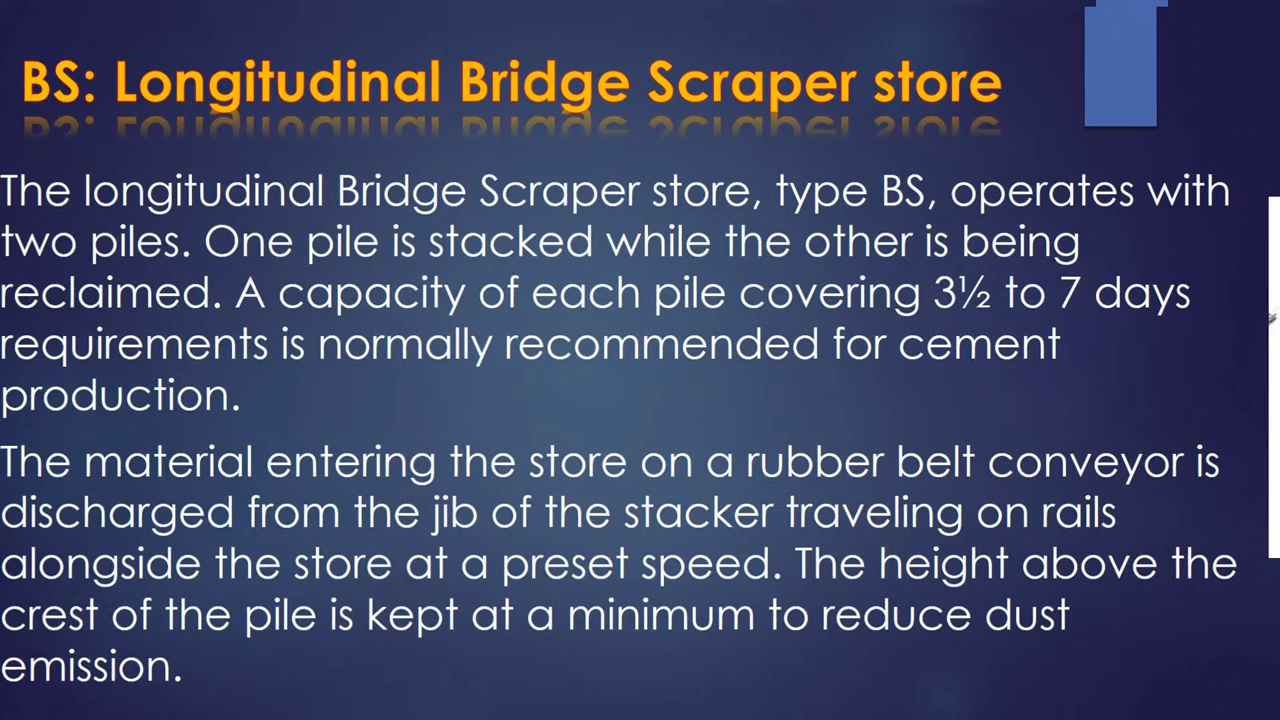 BS: Longitudinal Bridge Scraper store
The longitudinal Bridge Scraper store, type BS, operates with
two piles. One pile is stacked while the other is being
reclaimed. A capacity of each pile covering 3½ to 7 days
requirements is normally recommended for cement
production.
The material entering the store on a rubber belt conveyor is
discharged from the jib of the stacker traveling on rails
alongside the store at a preset speed. The height above the
crest of the pile is kept at a minimum to reduce dust
emission.